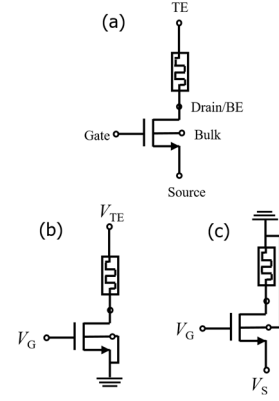 TE
(a)
Drain/BE
Gate
Bulk
Source
(b)
V_TE
V_G
(c)
V_G
V_S